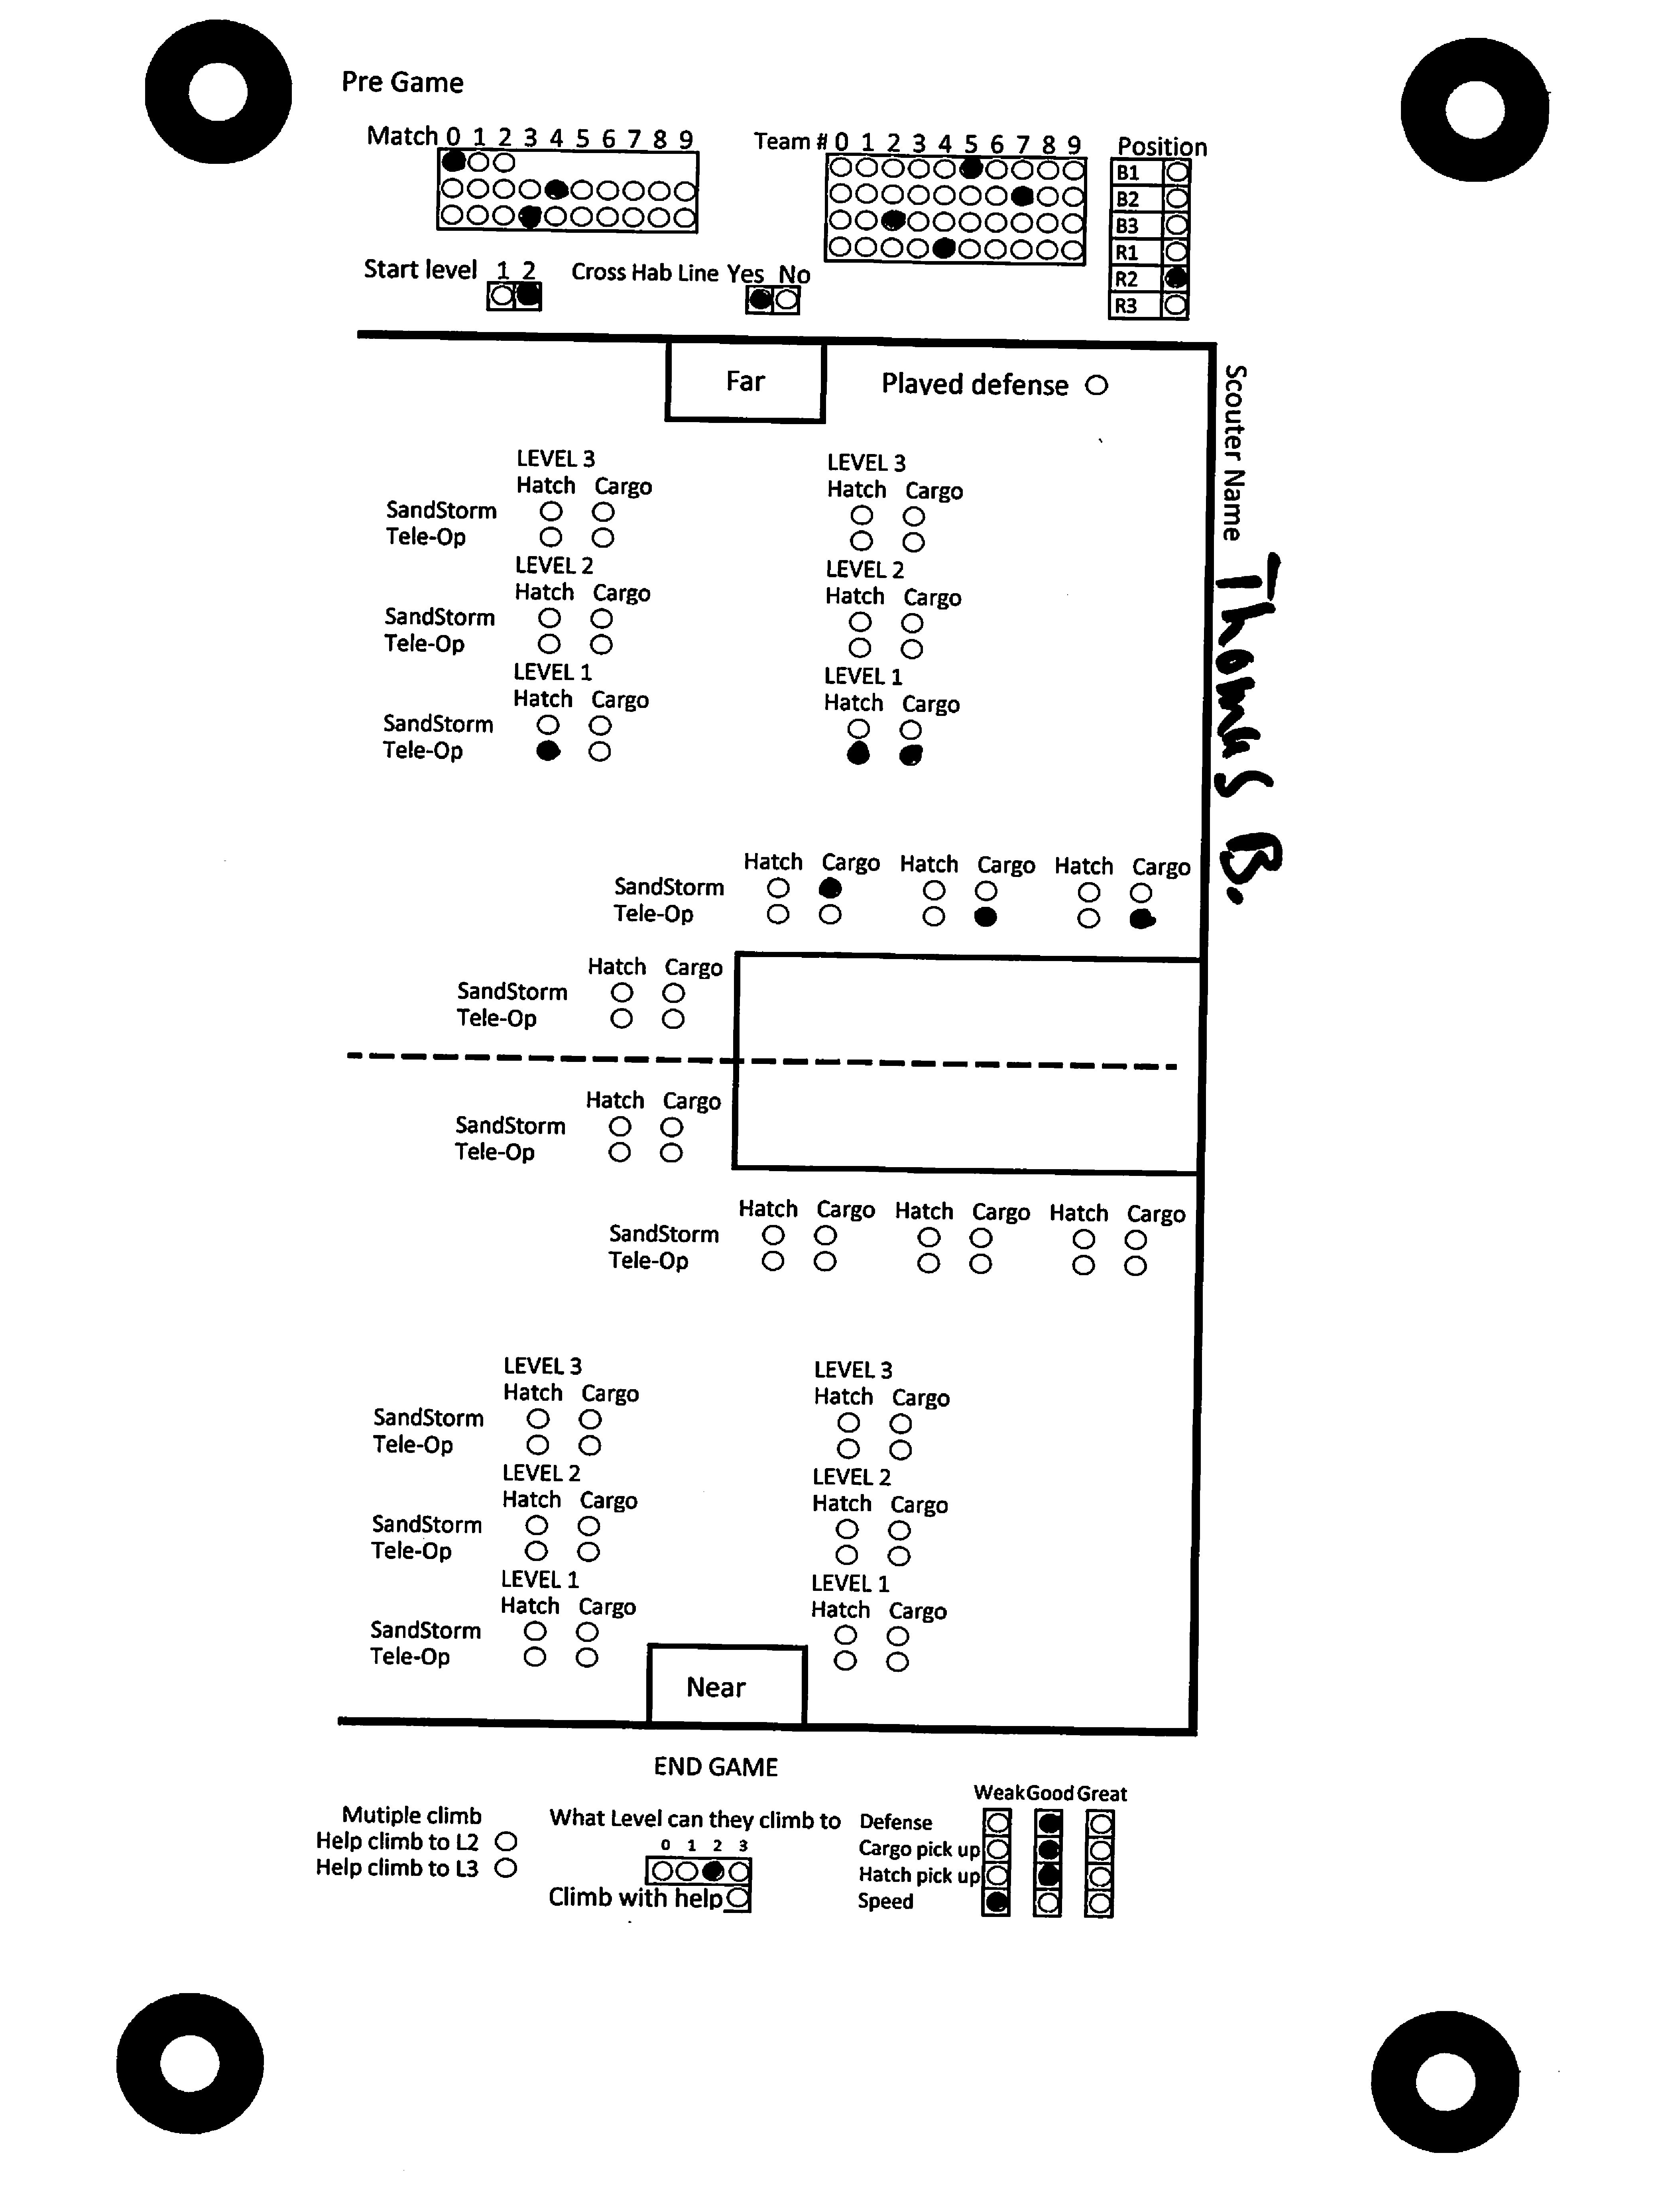 Pre Game
Match 0 1 2 3 4 5 6 7 8 9
Team # 0 1 2 3 4 5 6 7 8 9
Position
B1
B2
B3
R1
R2
R3
Start level 1 2
Cross Hab Line Yes No
Far
Played defense
Scouter Name Thomas B.
LEVEL 3 LEVEL 3
Hatch Cargo Hatch Cargo
SandStorm
Tele-Op
LEVEL 2 LEVEL 2
Hatch Cargo Hatch Cargo
SandStorm
Tele-Op
LEVEL 1 LEVEL 1
Hatch Cargo Hatch Cargo
SandStorm
Tele-Op
Hatch Cargo Hatch Cargo Hatch Cargo
SandStorm
Tele-Op
Hatch Cargo
SandStorm
Tele-Op
Hatch Cargo
SandStorm
Tele-Op
Hatch Cargo Hatch Cargo Hatch Cargo
SandStorm
Tele-Op
LEVEL 3 LEVEL 3
Hatch Cargo Hatch Cargo
SandStorm
Tele-Op
LEVEL 2 LEVEL 2
Hatch Cargo Hatch Cargo
SandStorm
Tele-Op
LEVEL 1 LEVEL 1
Hatch Cargo Hatch Cargo
SandStorm
Tele-Op
Near
END GAME
Mutiple climb
Help climb to L2
Help climb to L3
What Level can they climb to
0 1 2 3
Climb with help
Weak Good Great
Defense
Cargo pick up
Hatch pick up
Speed